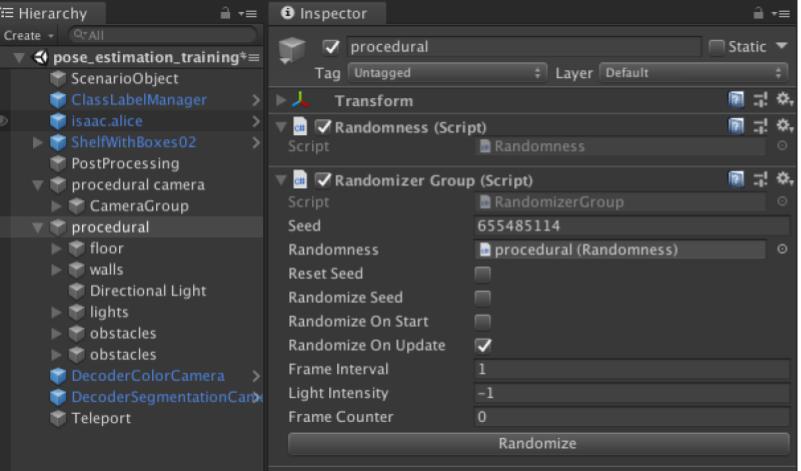 Hierarchy
Create
All
pose_estimation_training*
ScenarioObject
ClassLabelManager
isaac.alice
ShelfWithBoxes02
PostProcessing
procedural camera
CameraGroup
procedural
floor
walls
Directional Light
lights
obstacles
obstacles
DecoderColorCamera
DecoderSegmentationCam
Teleport
Inspector
procedural
Static
Tag Untagged Layer Default
Transform
Randomness (Script)
Script Randomness
Randomizer Group (Script)
Script RandomizerGroup
Seed 655485114
Randomness procedural (Randomness)
Reset Seed
Randomize Seed
Randomize On Start
Randomize On Update
Frame Interval 1
Light Intensity -1
Frame Counter 0
Randomize